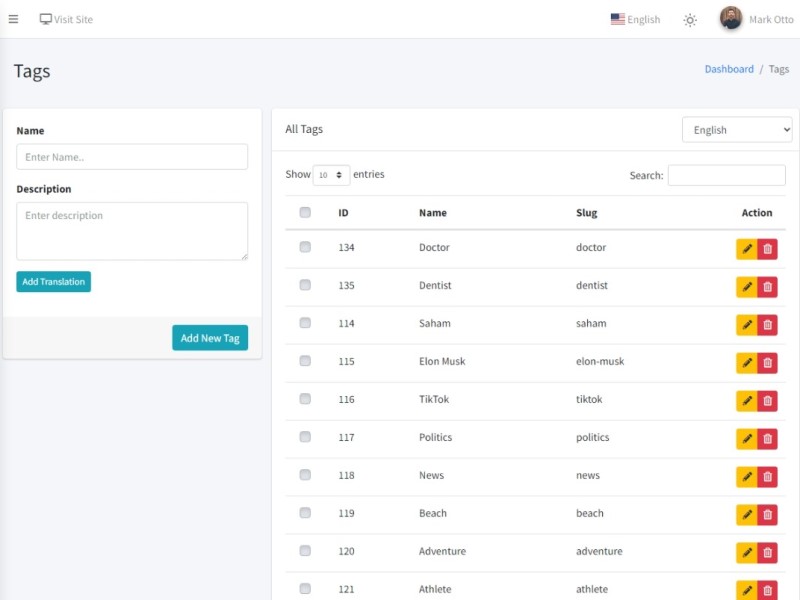 Visit Site
English
Mark Otto
Tags
Dashboard / Tags
Name
Enter Name..
Description
Enter description
Add Translation
Add New Tag
All Tags
English
Show 10 entries
Search:
ID Name Slug Action
134 Doctor doctor
135 Dentist dentist
114 Saham saham
115 Elon Musk elon-musk
116 TikTok tiktok
117 Politics politics
118 News news
119 Beach beach
120 Adventure adventure
121 Athlete athlete